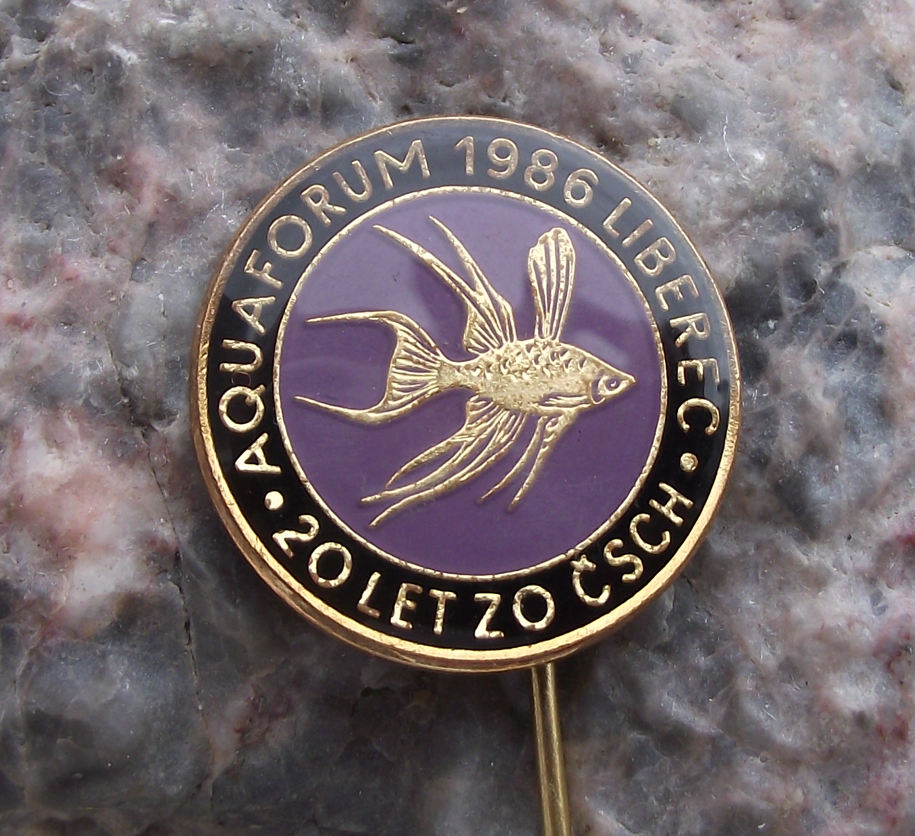 AQUAFORUM 1986 LIBEREC
• 20 LET ZO ČSCH •